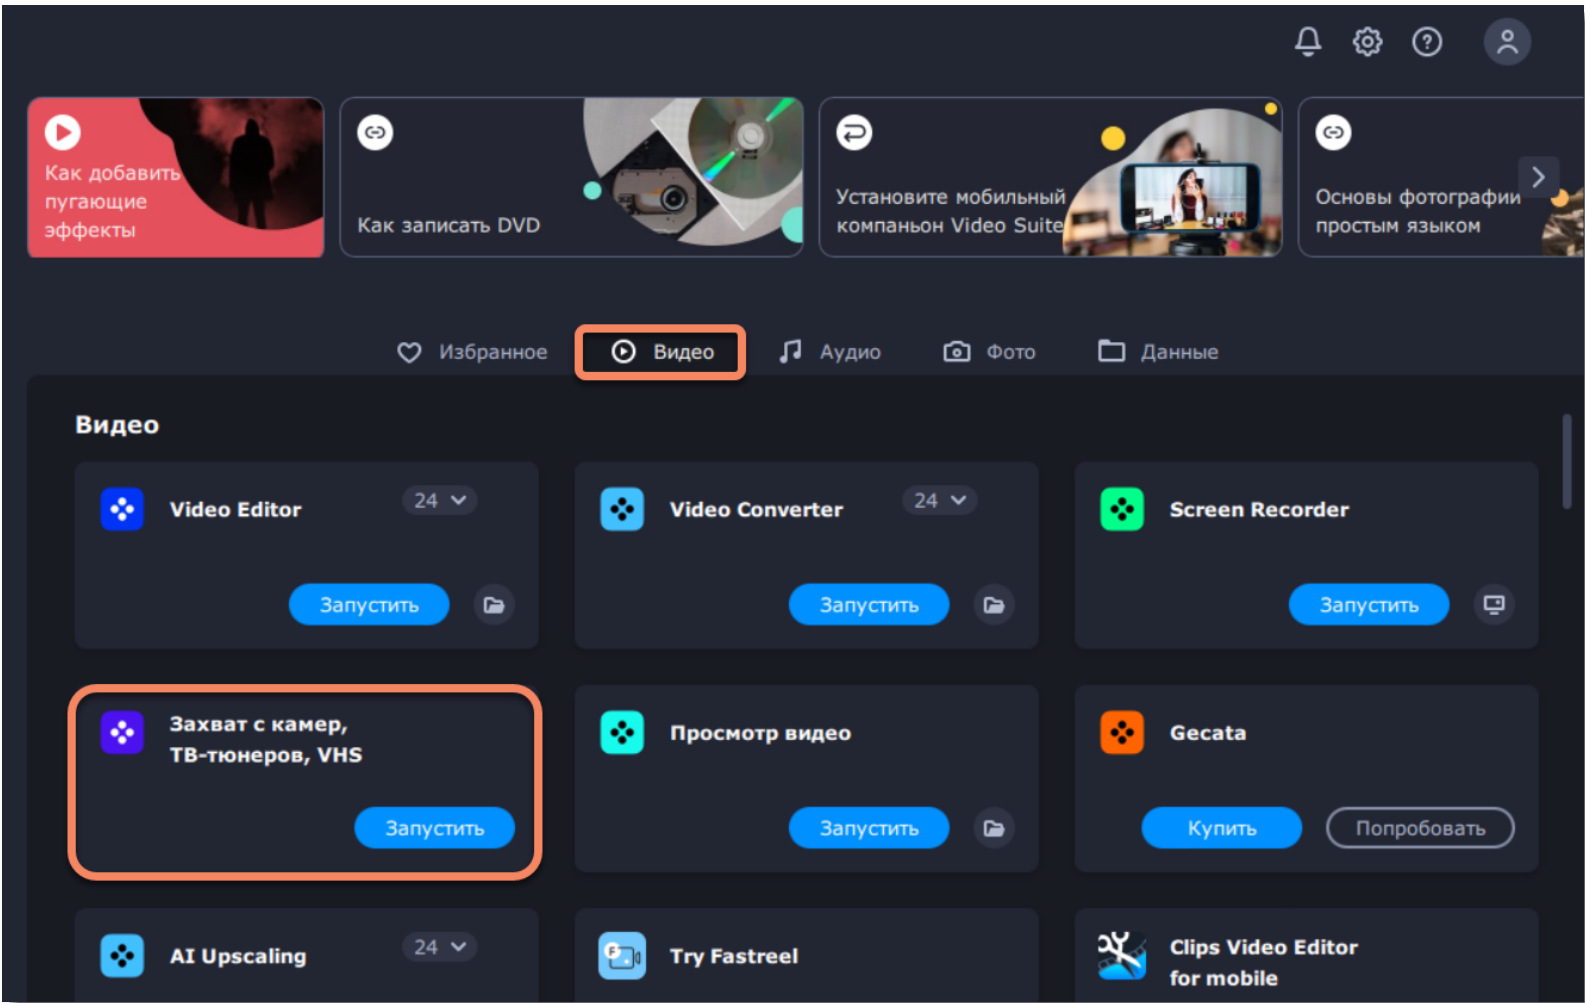 Как добавить
пугающие
эффекты
Как записать DVD
Установите мобильный
компаньон Video Suite
Основы фотографии
простым языком
Избранное
Видео
Аудио
Фото
Данные
Видео
Video Editor
24
Запустить
Video Converter
24
Запустить
Screen Recorder
Запустить
Захват с камер,
ТВ-тюнеров, VHS
Запустить
Просмотр видео
Запустить
Gecata
Купить
Попробовать
AI Upscaling
24
F
Try Fastreel
Clips Video Editor
for mobile